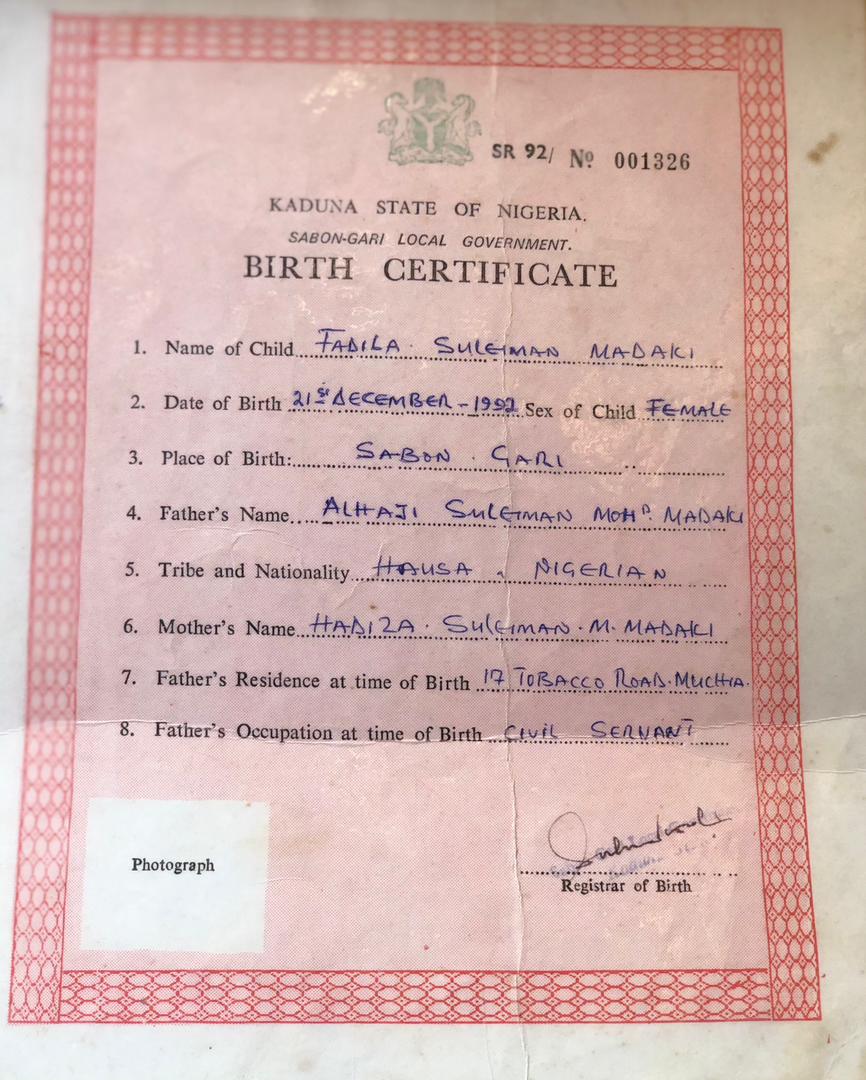 SR 92/ Nº 001326
KADUNA STATE OF NIGERIA.
SABON-GARI LOCAL GOVERNMENT.
BIRTH CERTIFICATE
1. Name of Child FADILA. SULEIMAN MADAKI
2. Date of Birth 21ST DECEMBER-1992 Sex of Child FEMALE
3. Place of Birth: SABON. GARI
4. Father's Name ALHAJI SULEIMAN MOHD. MADAKI
5. Tribe and Nationality HAUSA, NIGERIAN
6. Mother's Name HADIZA. SULEIMAN. M. MADAKI
7. Father's Residence at time of Birth 17 TOBACCO ROAD. MUCHIA.
8. Father's Occupation at time of Birth CIVIL SERVANT
Photograph
Registrar of Birth